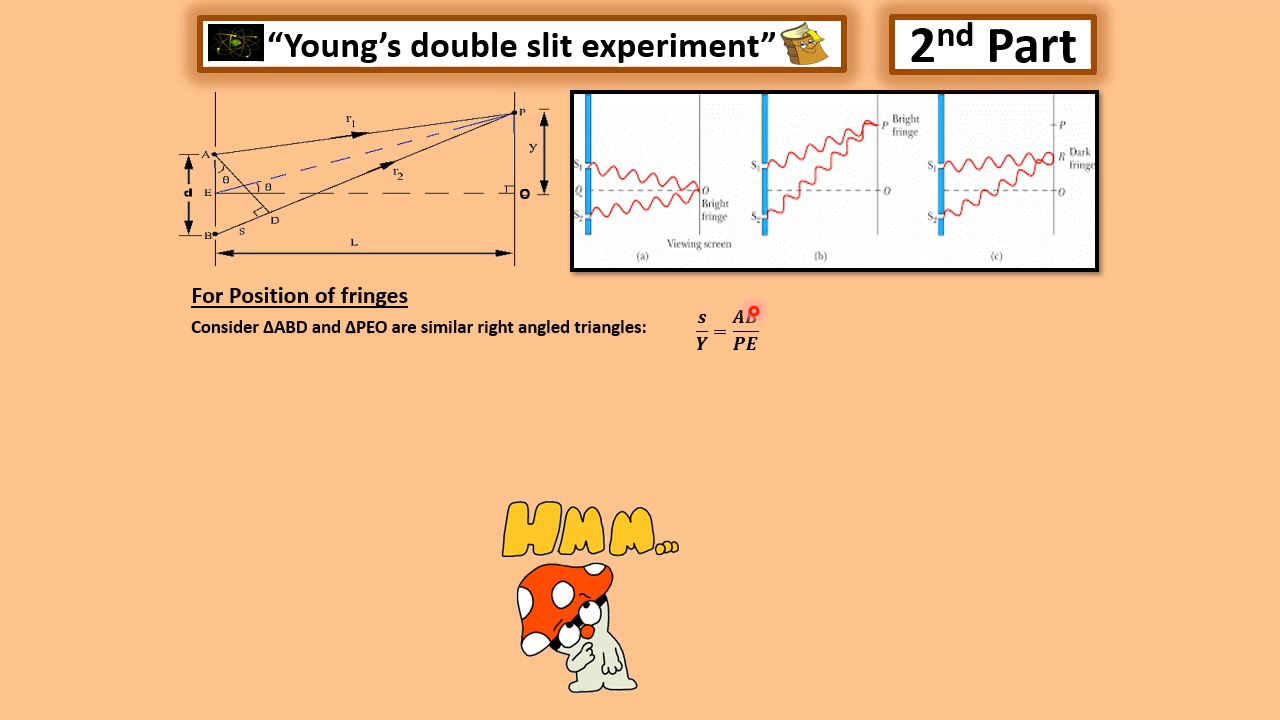 “Young’s double slit experiment”
2nd Part
P
r1
y
A
θ
r2
d
E
θ
O
D
B
S
L
S1
Q
S2
O
Bright
fringe
Viewing screen
(a)
P
Bright
fringe
S1
O
S2
(b)
P
S1
R
Dark
fringe
O
S2
(c)
For Position of fringes
Consider ΔABD and ΔPEO are similar right angled triangles:
s/Y = AB/PE
HMM...